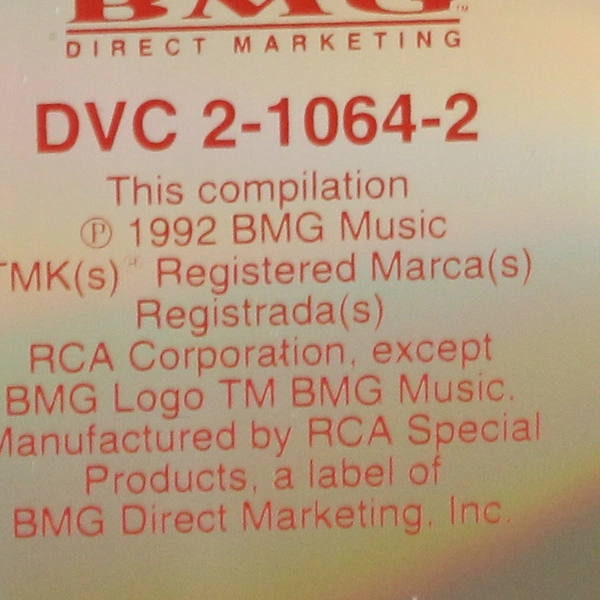 BMG™
DIRECT MARKETING
DVC 2-1064-2
This compilation
℗ 1992 BMG Music
TMK(s) Registered Marca(s)
Registrada(s)
RCA Corporation, except
BMG Logo TM BMG Music.
Manufactured by RCA Special
Products, a label of
BMG Direct Marketing, Inc.